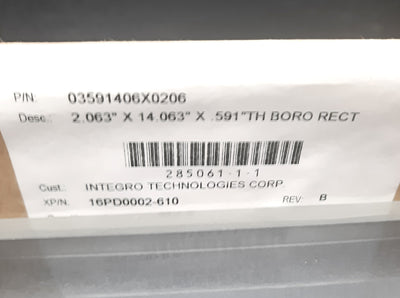 P/N: 03591406X0206
Desc.: 2.063" X 14.063" X .591"TH BORO RECT
285061-1-1
Cust.: INTEGRO TECHNOLOGIES CORP
XP/N. 16PD0002-610 REV: B